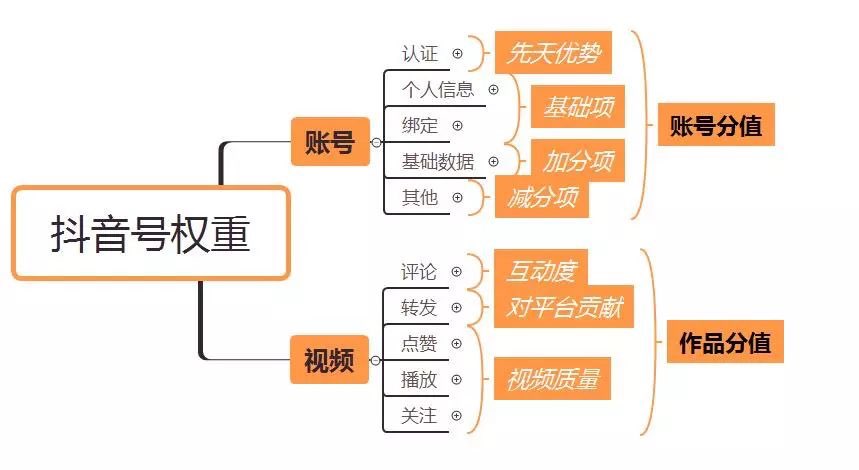 抖音号权重
账号
认证
先天优势
个人信息
绑定
基础项
基础数据
加分项
其他
减分项
账号分值
视频
评论
互动度
转发
对平台贡献
点赞
播放
关注
视频质量
作品分值